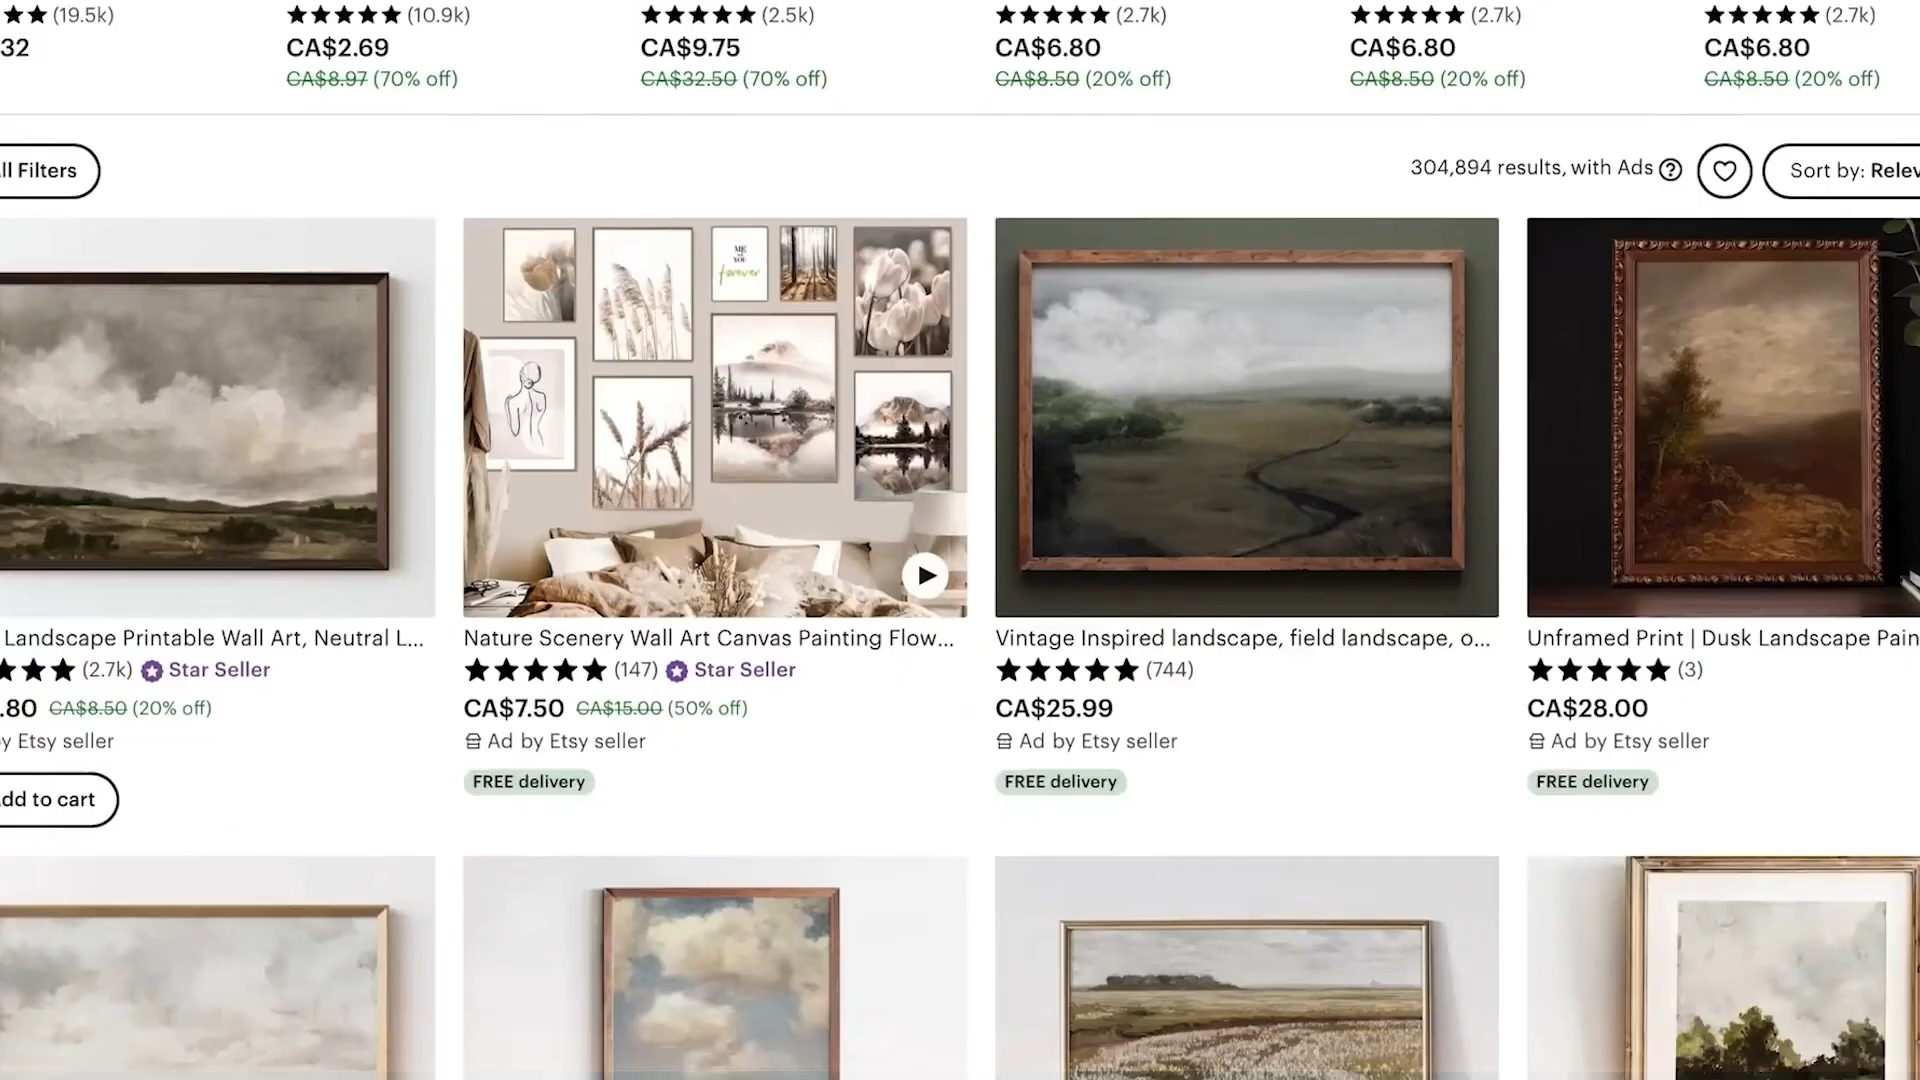 (19.5k) (10.9k) (2.5k) (2.7k) (2.7k) (2.7k)
32 CA$2.69 CA$9.75 CA$6.80 CA$6.80 CA$6.80
CA$8.97 (70% off) CA$32.50 (70% off) CA$8.50 (20% off) CA$8.50 (20% off) CA$8.50 (20% off)
ll Filters 304,894 results, with Ads ? Sort by: Relev
ME
YOU
forever
Landscape Printable Wall Art, Neutral L...
(2.7k) Star Seller
.80 CA$8.50 (20% off)
y Etsy seller
dd to cart
Nature Scenery Wall Art Canvas Painting Flow...
(147) Star Seller
CA$7.50 CA$15.00 (50% off)
Ad by Etsy seller
FREE delivery
Vintage Inspired landscape, field landscape, o...
(744)
CA$25.99
Ad by Etsy seller
FREE delivery
Unframed Print | Dusk Landscape Pain
(3)
CA$28.00
Ad by Etsy seller
FREE delivery